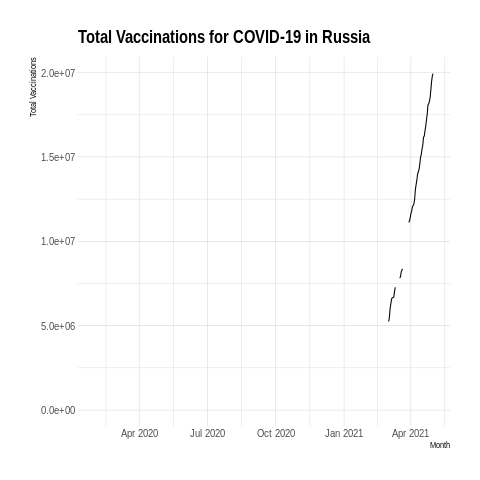 Total Vaccinations for COVID-19 in Russia
Total Vaccinations
2.0e+07
1.5e+07
1.0e+07
5.0e+06
0.0e+00
Apr 2020 Jul 2020 Oct 2020 Jan 2021 Apr 2021
Month